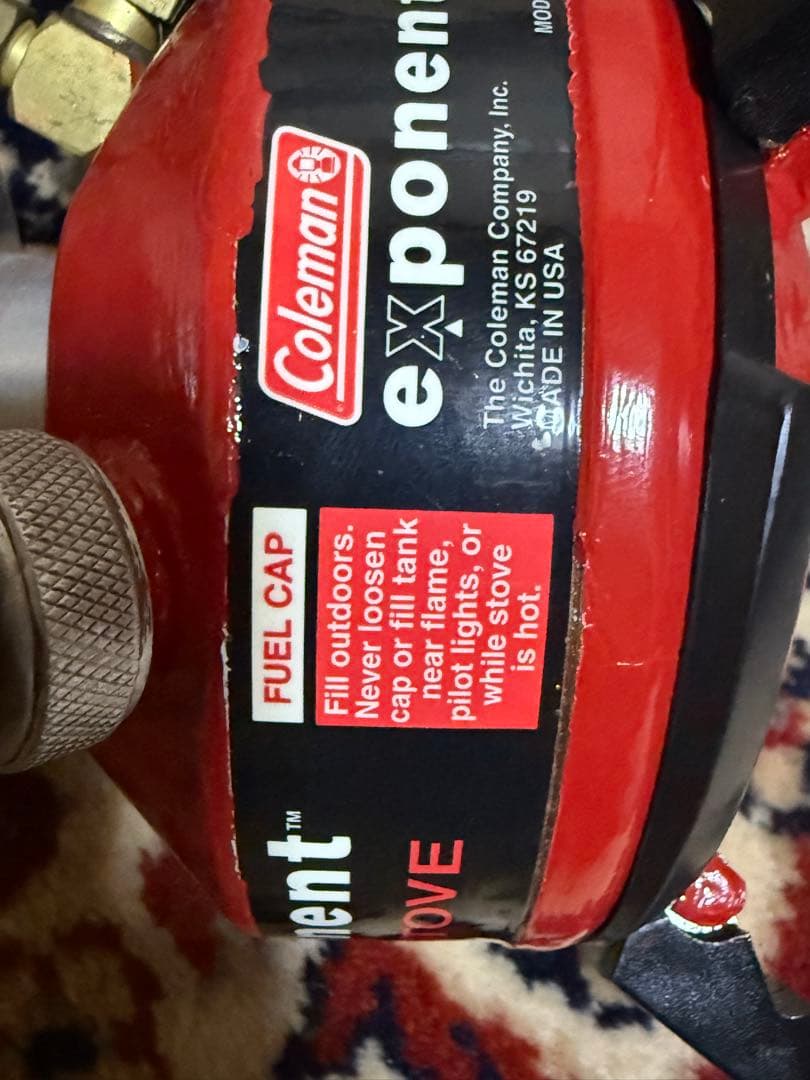 Coleman
exponent
The Coleman Company, Inc.
Wichita, KS 67219
MADE IN USA
FUEL CAP
Fill outdoors.
Never loosen
cap or fill tank
near flame,
pilot lights, or
while stove
is hot.
nent™
TOVE
MOD